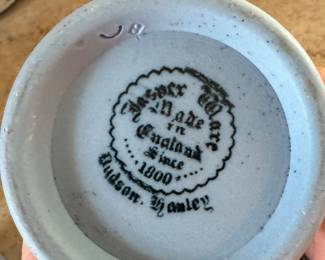 Jasper Ware
Made
in
England
Since
1800
Dudson, Hanley